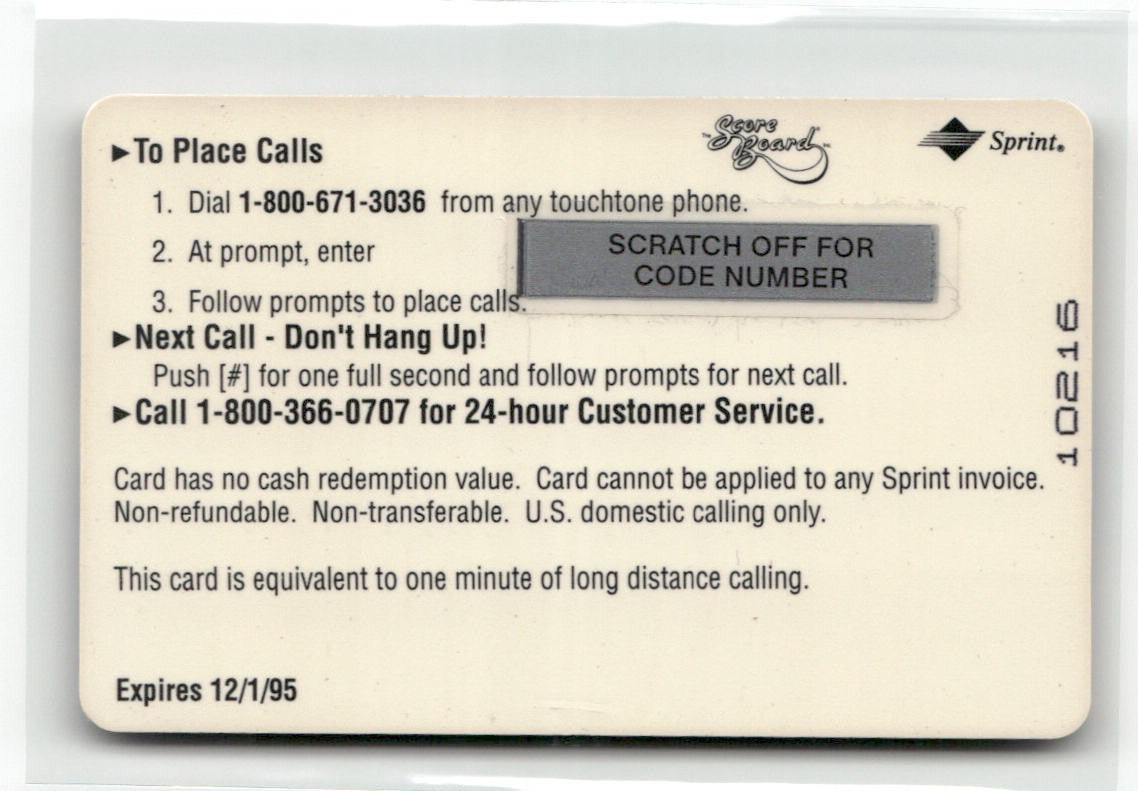 ►To Place Calls
Score Board
Sprint.
1. Dial 1-800-671-3036 from any touchtone phone.
2. At prompt, enter
SCRATCH OFF FOR
CODE NUMBER
3. Follow prompts to place calls.
►Next Call - Don't Hang Up!
Push [#] for one full second and follow prompts for next call.
►Call 1-800-366-0707 for 24-hour Customer Service.
10216
Card has no cash redemption value. Card cannot be applied to any Sprint invoice.
Non-refundable. Non-transferable. U.S. domestic calling only.
This card is equivalent to one minute of long distance calling.
Expires 12/1/95